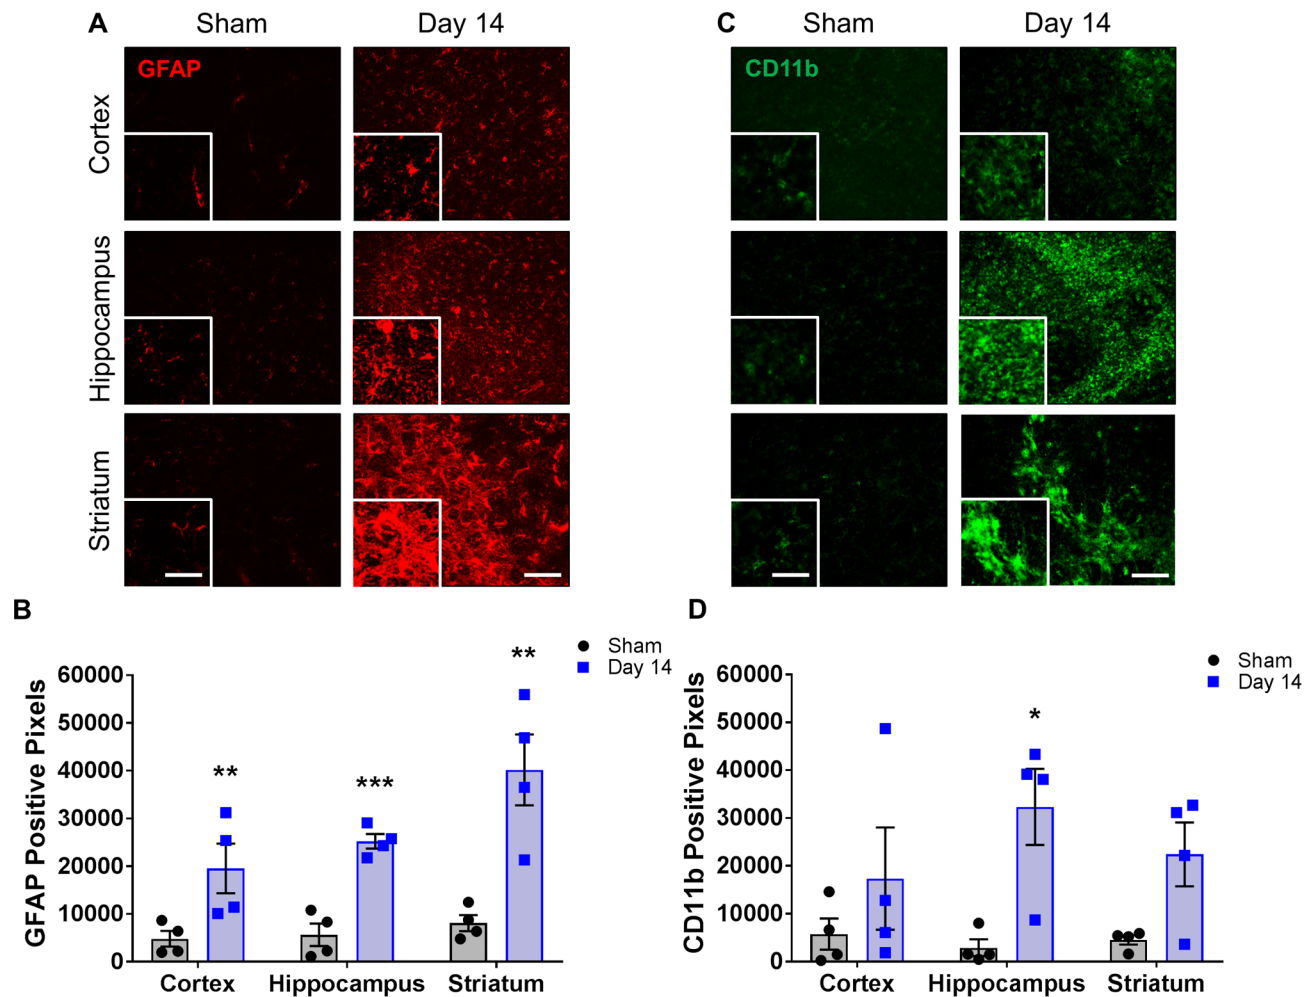 A
Sham
Day 14
GFAP
Cortex
Hippocampus
Striatum
C
Sham
Day 14
CD11b
B
GFAP Positive Pixels
60000
50000
40000
30000
20000
10000
0
**
***
**
Sham
Day 14
Cortex
Hippocampus
Striatum
D
CD11b Positive Pixels
60000
50000
40000
30000
20000
10000
0
*
Sham
Day 14
Cortex
Hippocampus
Striatum